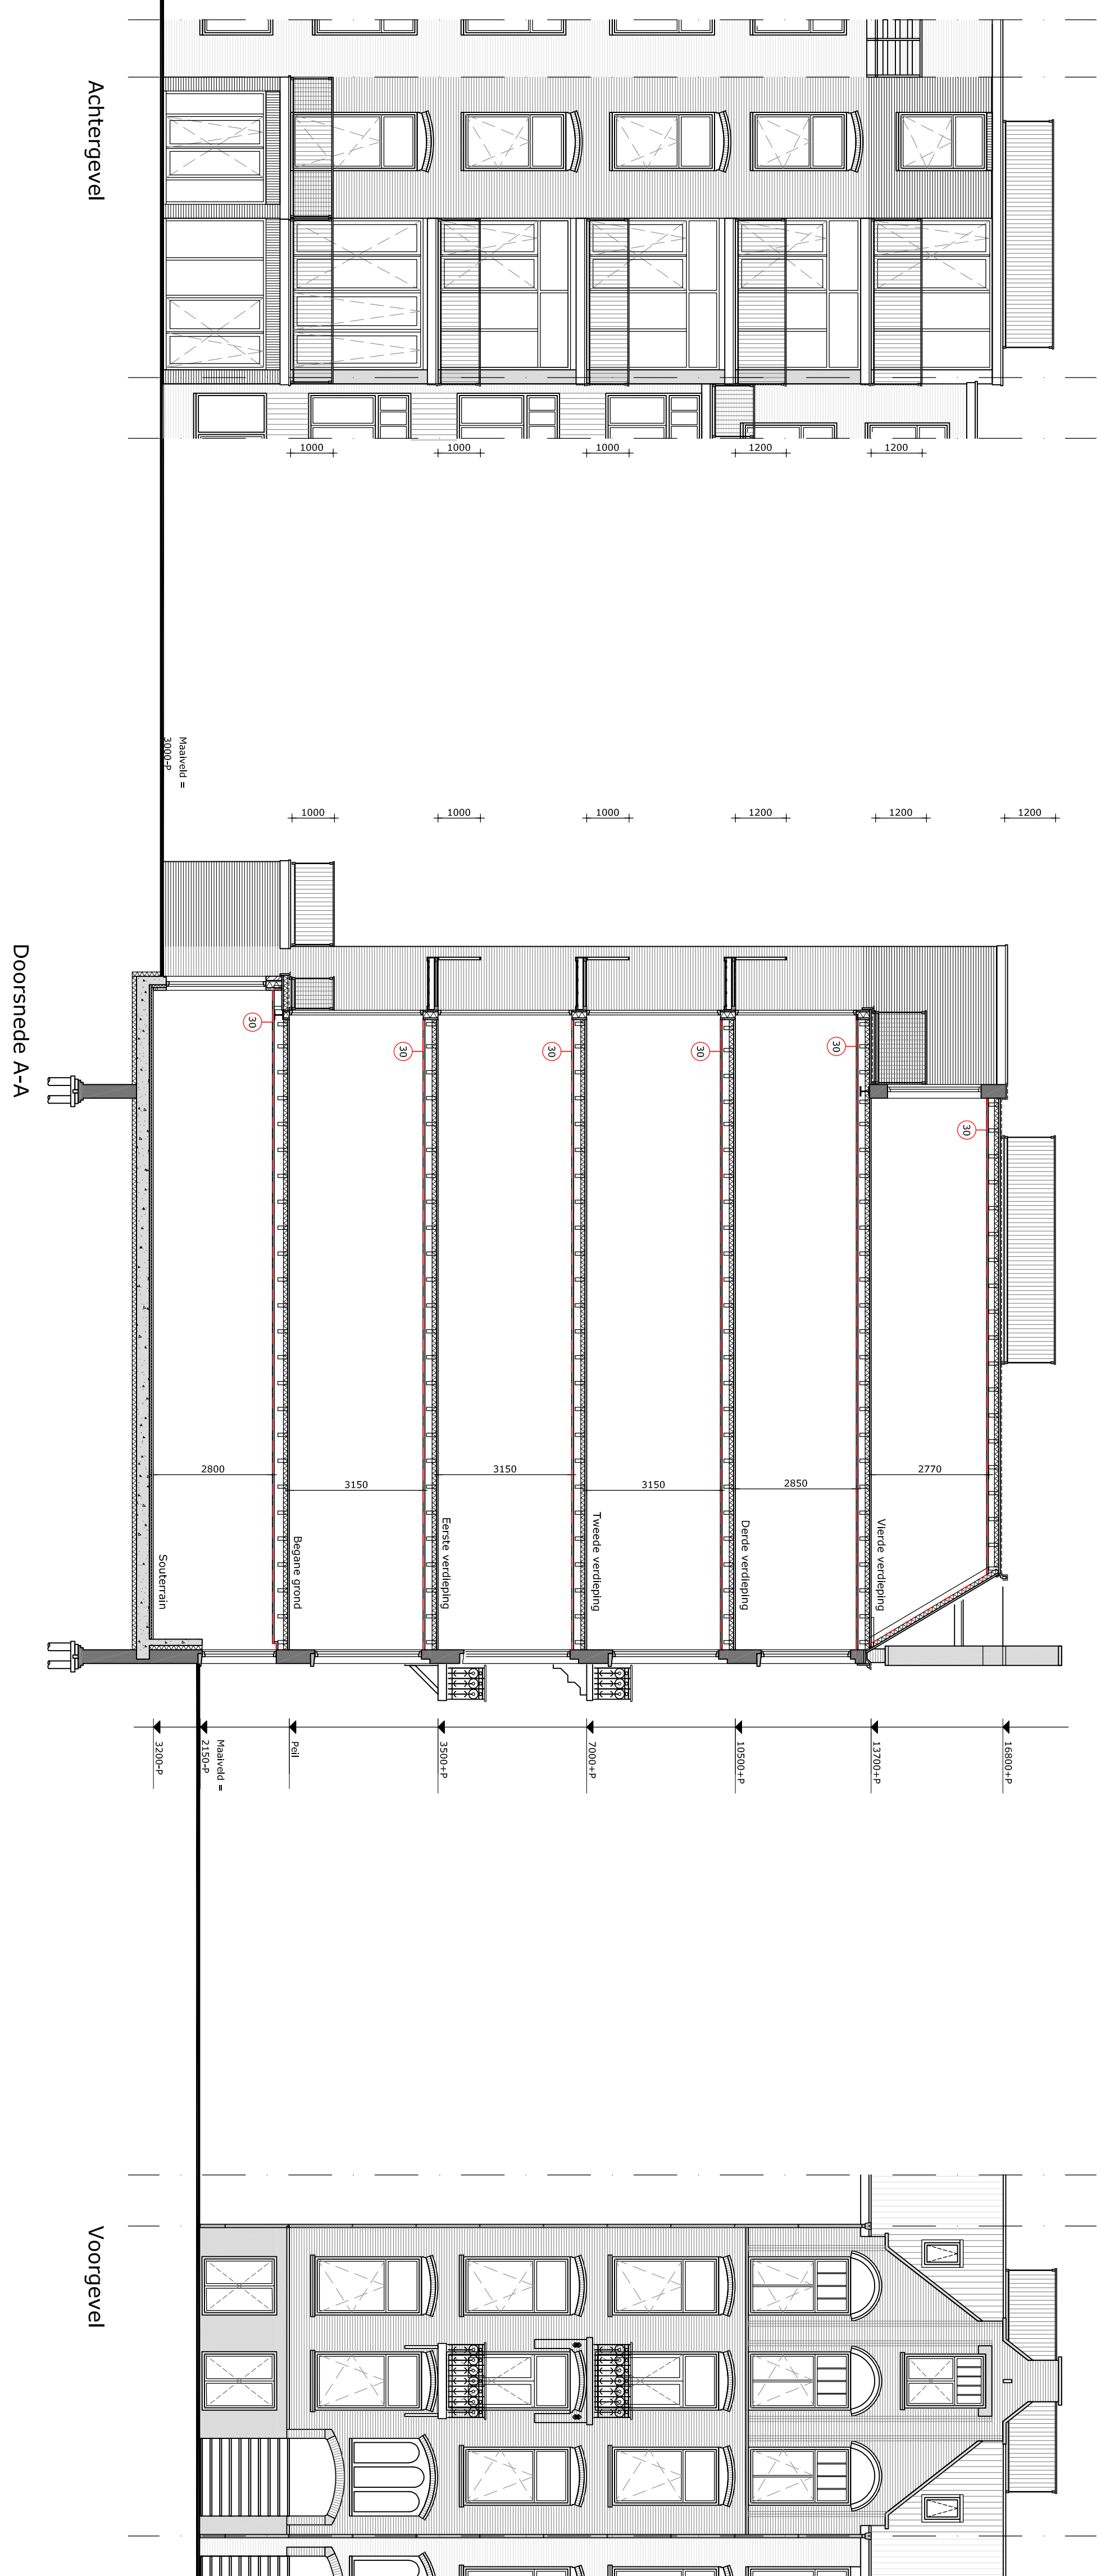 Achtergevel
1000
1000
1000
1200
1200
Maaiveld =
3000-P
1000
1000
1000
1200
1200
1200
Doorsnede A-A
30
30
30
30
30
30
2800
3150
3150
3150
2850
2770
Souterrain
Begane grond
Eerste verdieping
Tweede verdieping
Derde verdieping
Vierde verdieping
3200-P
Maaiveld =
2150-P
Peil
3500+P
7000+P
10500+P
13700+P
16800+P
Voorgevel